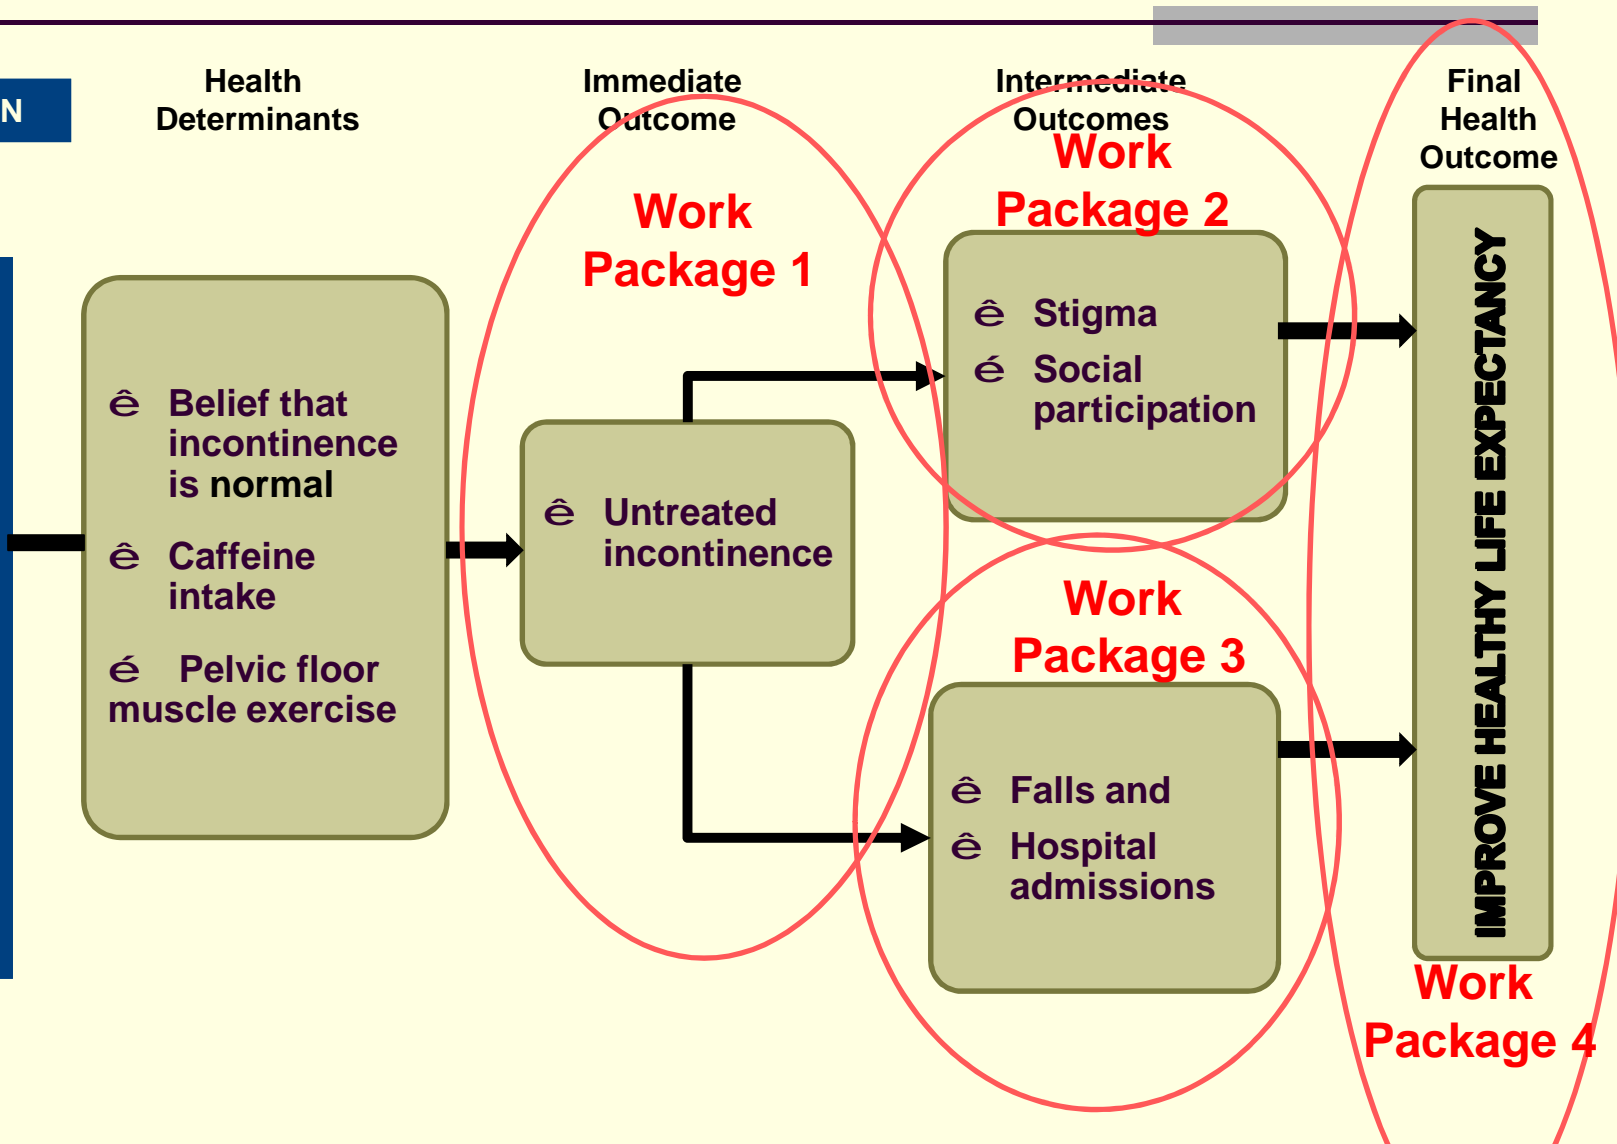 N
Health
Determinants
Immediate
Outcome
Intermediate
Outcomes
Final
Health
Outcome
ê Belief that
incontinence
is normal
ê Caffeine
intake
é Pelvic floor
muscle exercise
Work
Package 1
ê Untreated
incontinence
Work
Package 2
ê Stigma
é Social
participation
Work
Package 3
ê Falls and
ê Hospital
admissions
IMPROVE HEALTHY LIFE EXPECTANCY
Work
Package 4